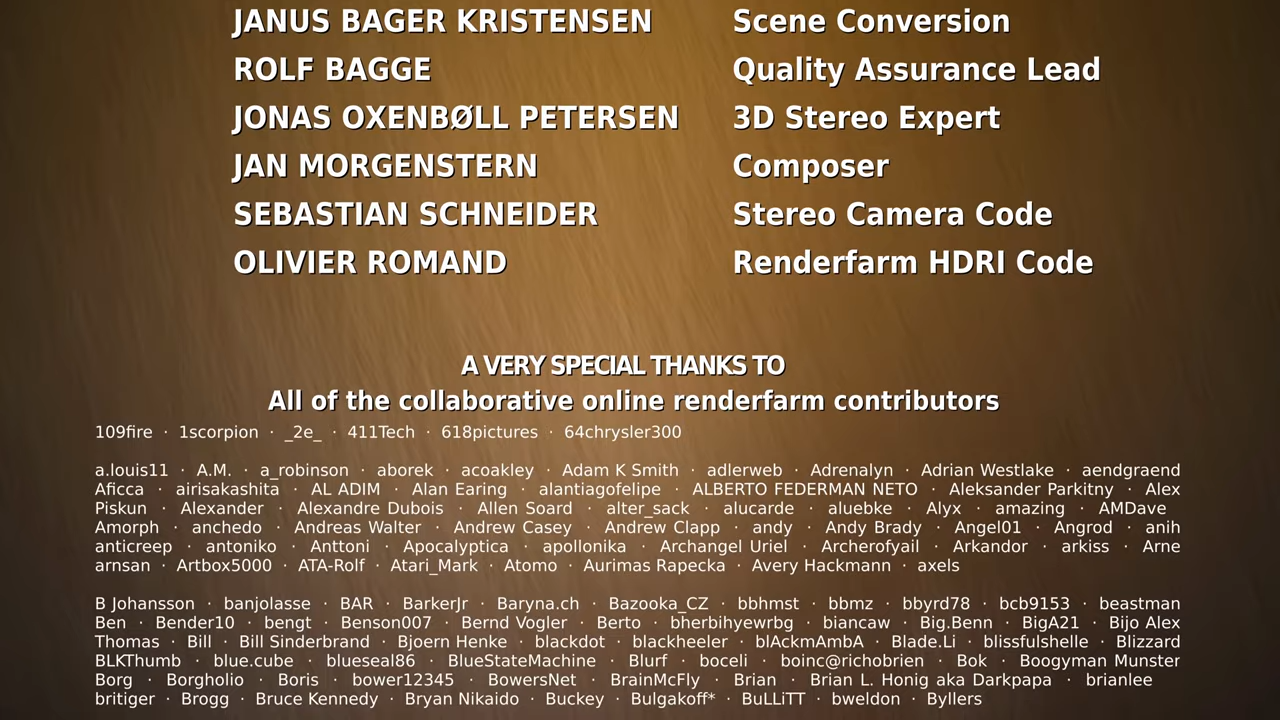 JANUS BAGER KRISTENSEN Scene Conversion
ROLF BAGGE Quality Assurance Lead
JONAS OXENBØLL PETERSEN 3D Stereo Expert
JAN MORGENSTERN Composer
SEBASTIAN SCHNEIDER Stereo Camera Code
OLIVIER ROMAND Renderfarm HDRI Code
A VERY SPECIAL THANKS TO
All of the collaborative online renderfarm contributors
109fire · 1scorpion · _2e_ · 411Tech · 618pictures · 64chrysler300
a.louis11 · A.M. · a_robinson · aborek · acoakley · Adam K Smith · adlerweb · Adrenalyn · Adrian Westlake · aendgraend
Aficca · airisakashita · AL ADIM · Alan Earing · alantiagofelipe · ALBERTO FEDERMAN NETO · Aleksander Parkitny · Alex
Piskun · Alexander · Alexandre Dubois · Allen Soard · alter_sack · alucarde · aluebke · Alyx · amazing · AMDave
Amorph · anchedo · Andreas Walter · Andrew Casey · Andrew Clapp · andy · Andy Brady · Angel01 · Angrod · anih
anticreep · antoniko · Anttoni · Apocalyptica · apollonika · Archangel Uriel · Archerofyail · Arkandor · arkiss · Arne
arnsan · Artbox5000 · ATA-Rolf · Atari_Mark · Atomo · Aurimas Rapecka · Avery Hackmann · axels
B Johansson · banjolasse · BAR · BarkerJr · Baryna.ch · Bazooka_CZ · bbhmst · bbmz · bbyrd78 · bcb9153 · beastman
Ben · Bender10 · bengt · Benson007 · Bernd Vogler · Berto · bherbihyewrbg · biancaw · Big.Benn · BigA21 · Bijo Alex
Thomas · Bill · Bill Sinderbrand · Bjoern Henke · blackdot · blackheeler · blAckmAmbA · Blade.Li · blissfulshelle · Blizzard
BLKThumb · blue.cube · blueseal86 · BlueStateMachine · Blurf · boceli · boinc@richobrien · Bok · Boogyman Munster
Borg · Borgholio · Boris · bower12345 · BowersNet · BrainMcFly · Brian · Brian L. Honig aka Darkpapa · brianlee
britiger · Brogg · Bruce Kennedy · Bryan Nikaido · Buckey · Bulgakoff* · BuLLiTT · bweldon · Byllers